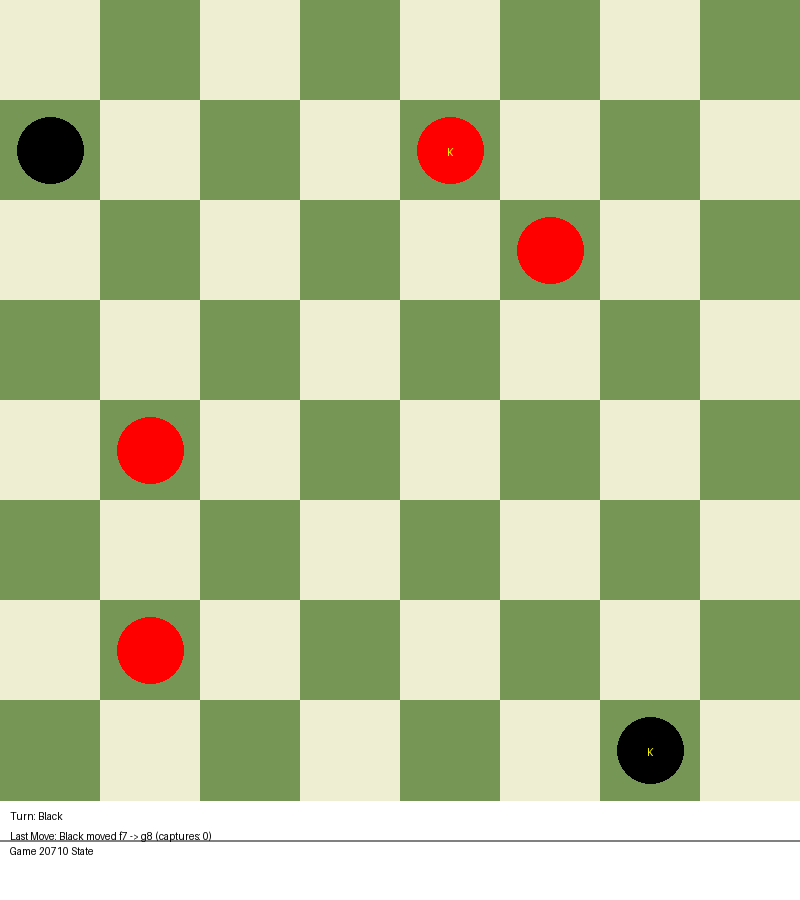 K
K
Turn: Black
Last Move: Black moved f7 -> g8 (captures: 0)
Game 20710 State